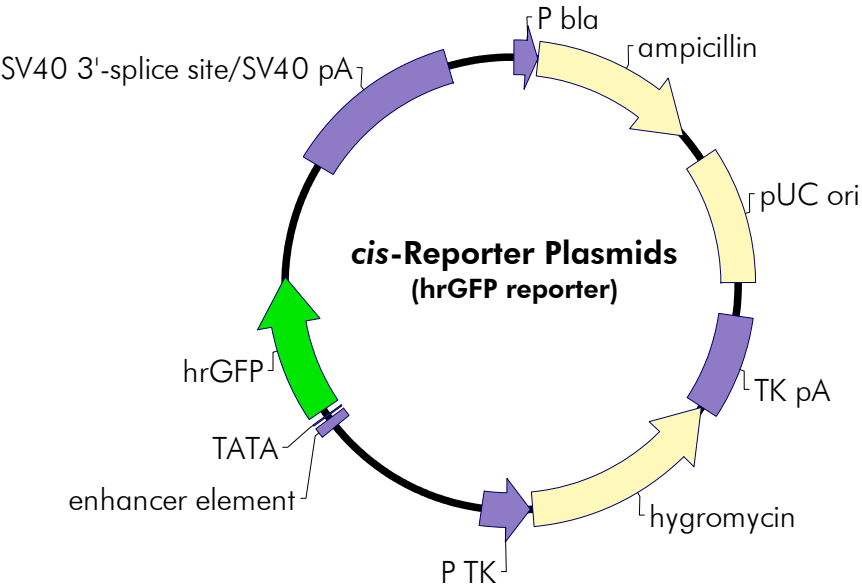 P bla
ampicillin
SV40 3'-splice site/SV40 pA
pUC ori
cis-Reporter Plasmids
(hrGFP reporter)
hrGFP
TK pA
TATA
enhancer element
hygromycin
P TK